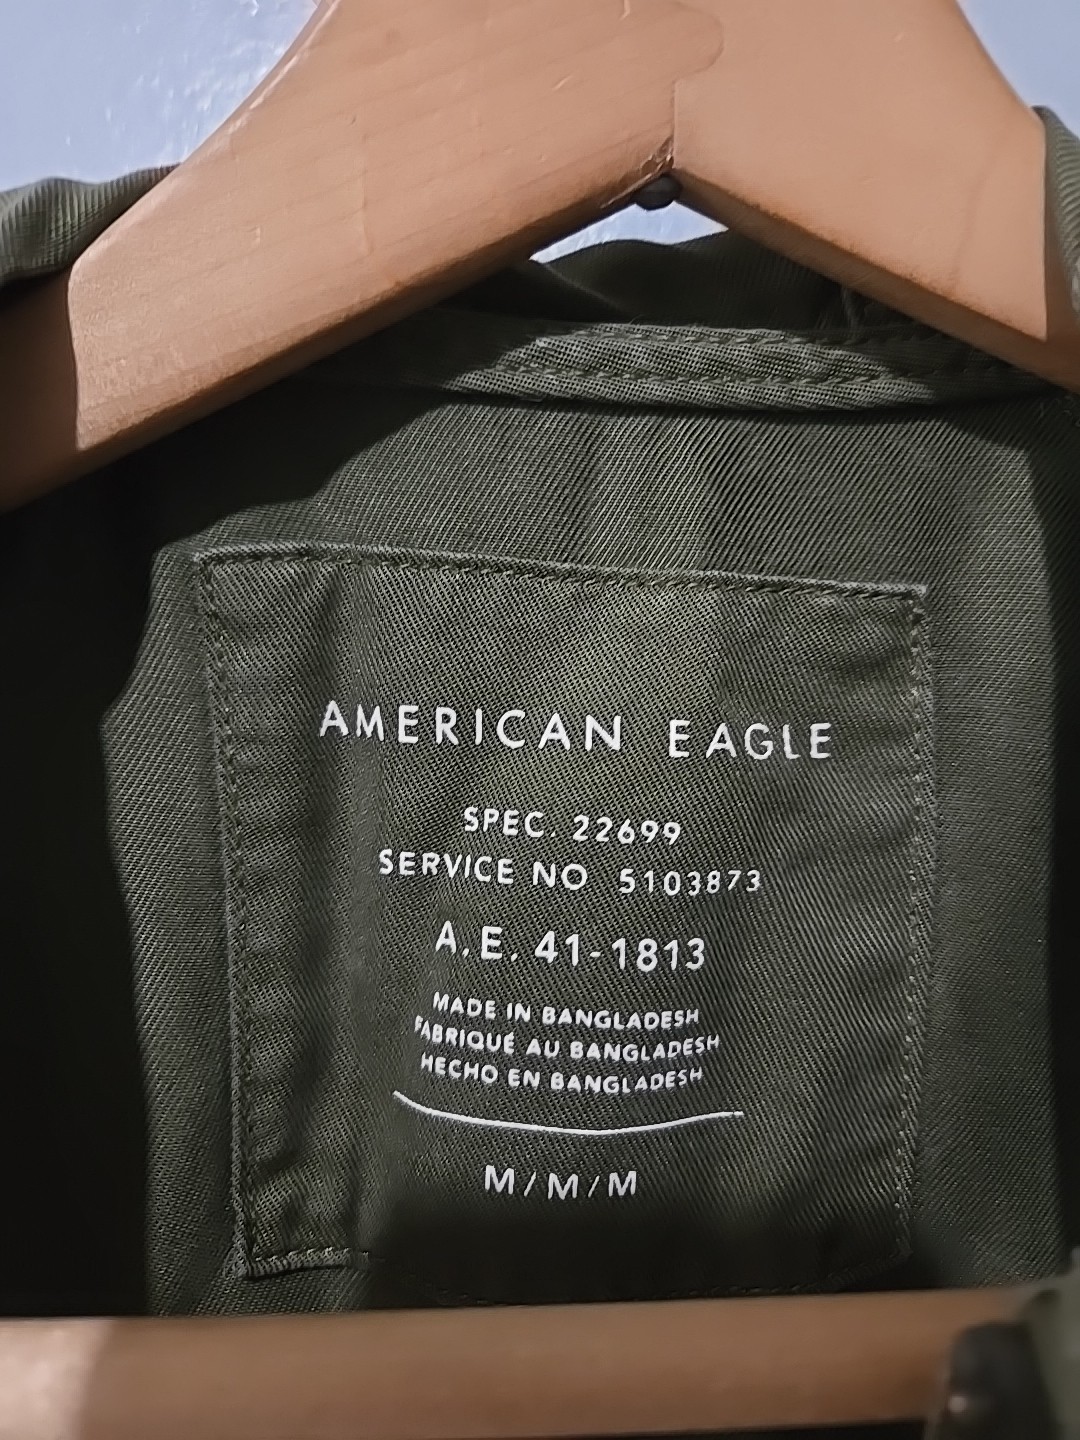 AMERICAN EAGLE
SPEC. 22699
SERVICE NO 5103873
A.E. 41-1813
MADE IN BANGLADESH
FABRIQUÉ AU BANGLADESH
HECHO EN BANGLADESH
M/M/M